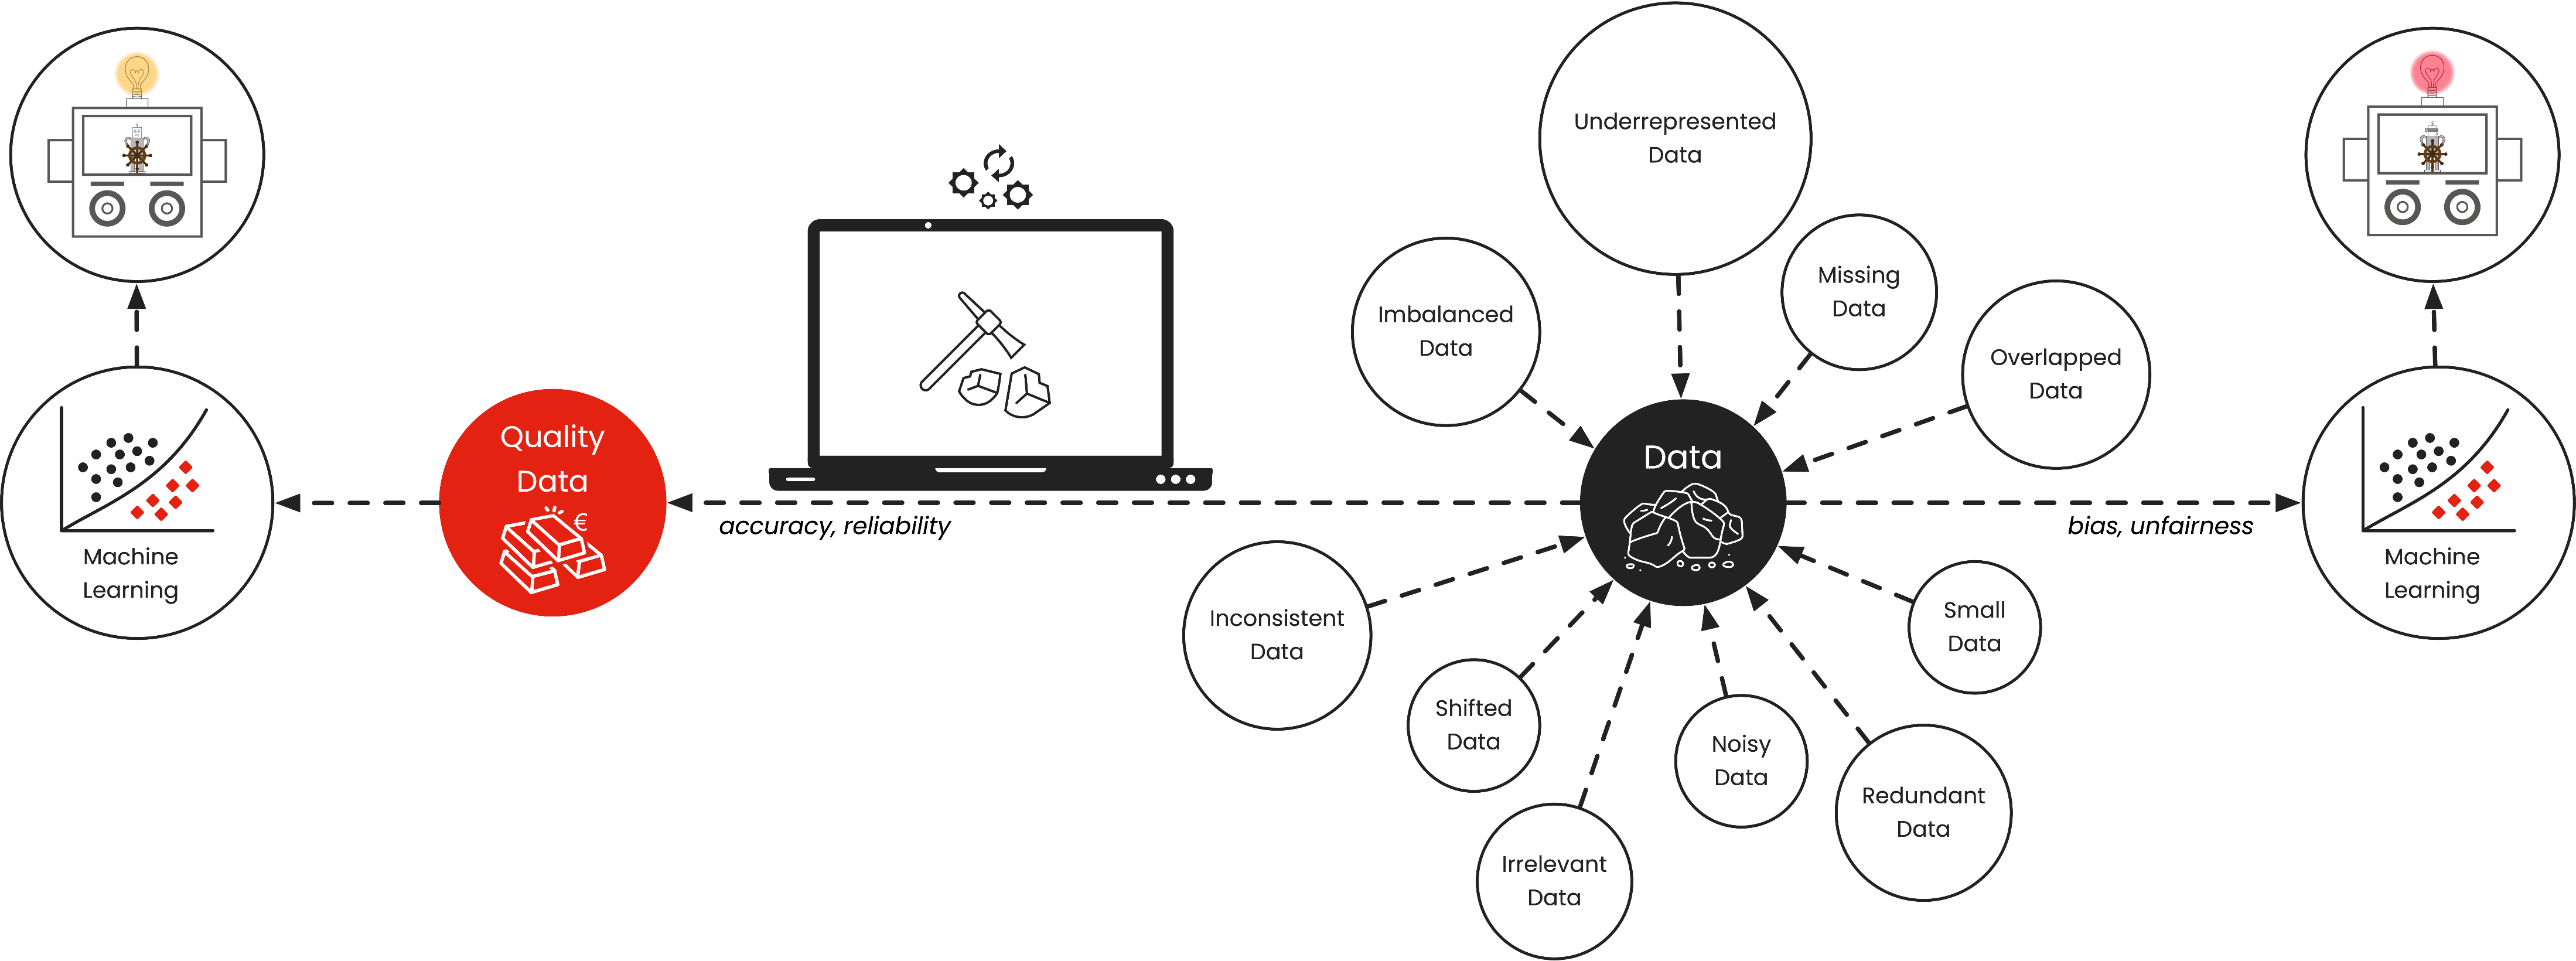 Machine
Learning
Quality
Data
€
accuracy, reliability
Underrepresented
Data
Imbalanced
Data
Missing
Data
Overlapped
Data
Data
Inconsistent
Data
Shifted
Data
Irrelevant
Data
Noisy
Data
Redundant
Data
Small
Data
bias, unfairness
Machine
Learning